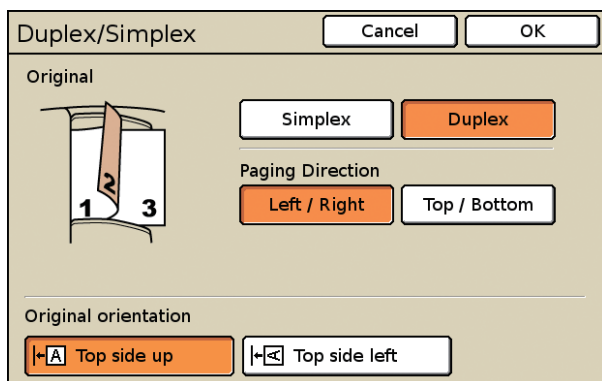 Duplex/Simplex Cancel OK
Original
Simplex Duplex
Paging Direction
Left / Right Top / Bottom
1 2 3
Original orientation
A Top side up A Top side left